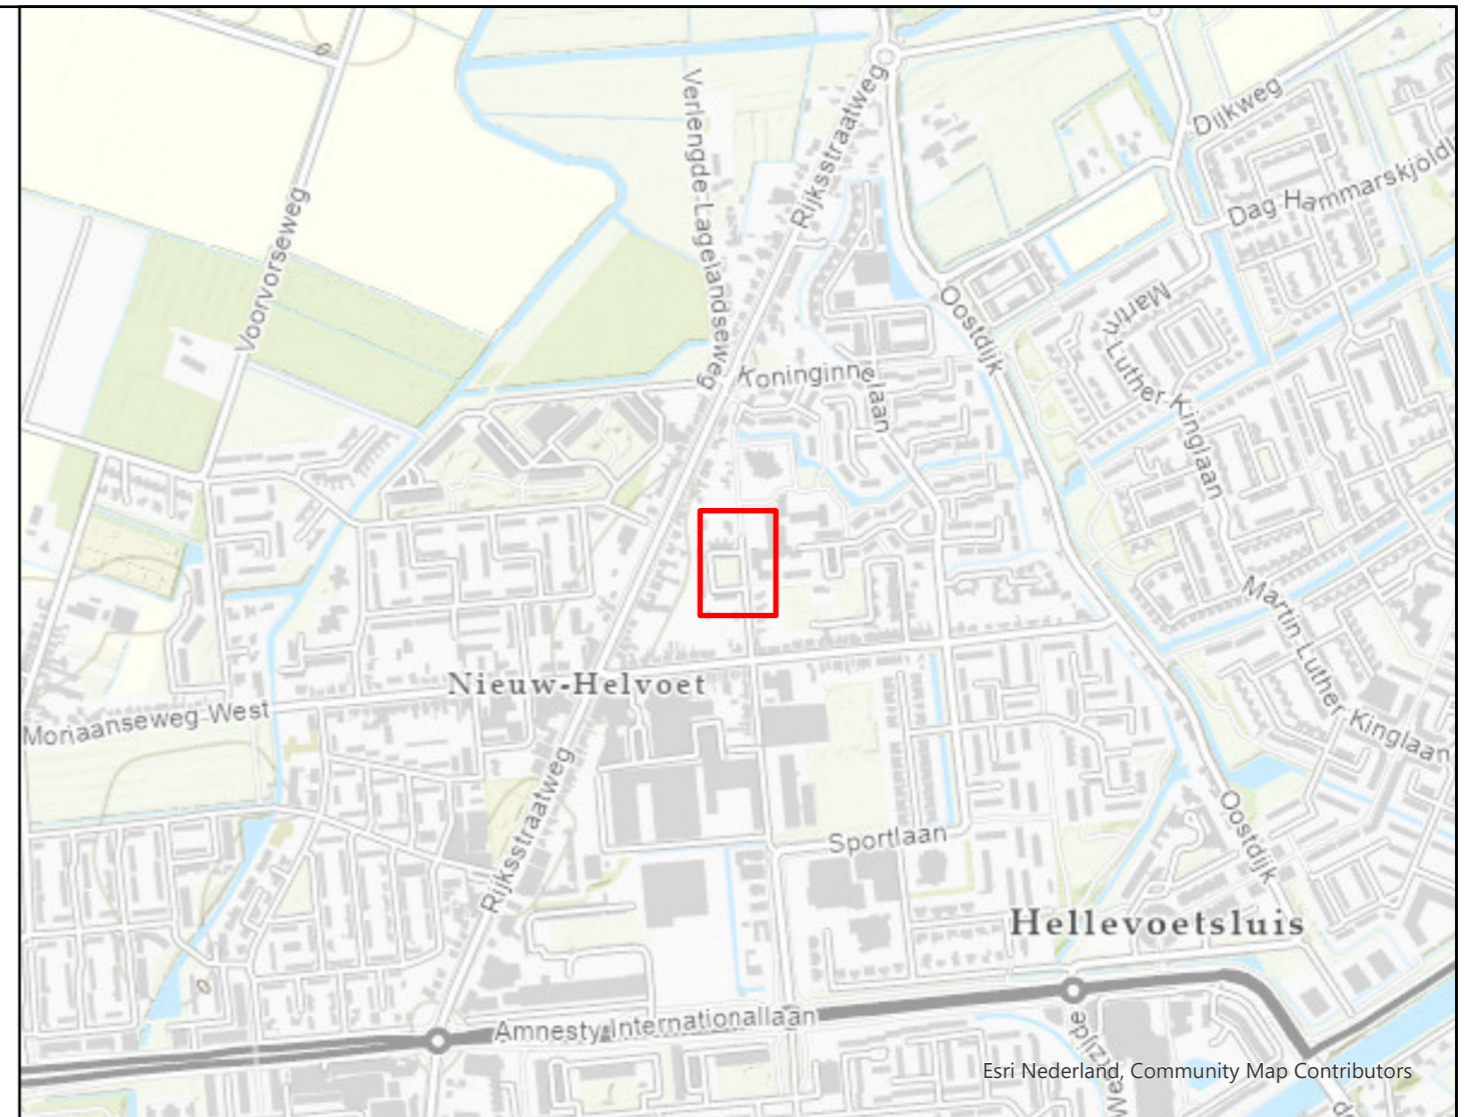 Verlengde-Lagelandseweg
Rijksstraatweg
Dijkweg
Dag Hammarskjöldl
Voorvorseweg
Oostdijk
Martin Luther Kinglaan
Koninginnelaan
Martin Luther Kinglaan
Nieuw-Helvoet
Moriaanseweg-West
Rijksstraatweg
Sportlaan
Oostdijk
Hellevoetsluis
Amnesty Internationallaan
Esri Nederland, Community Map Contributors